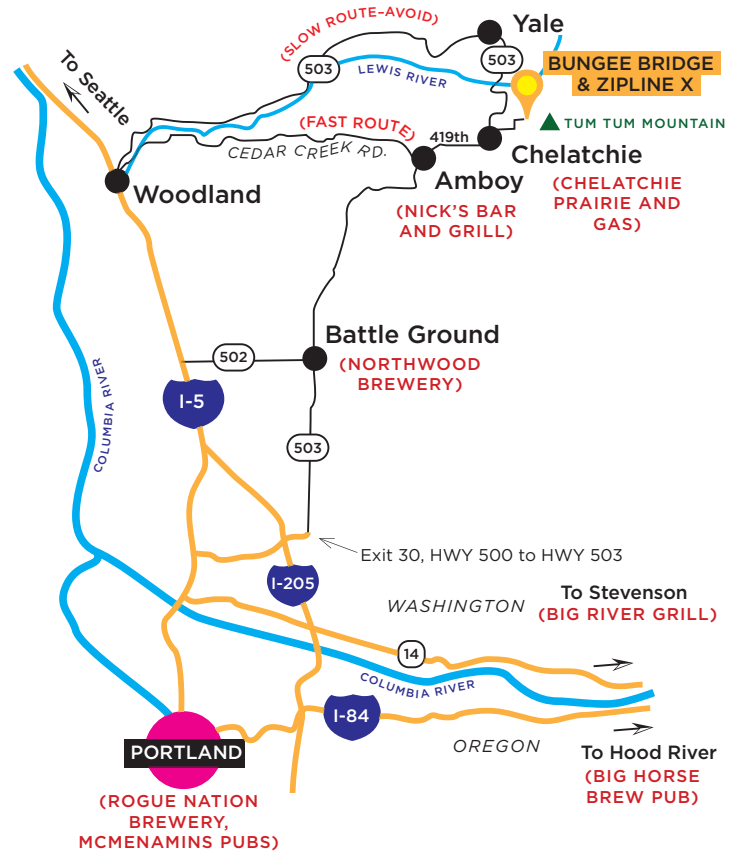 Yale
(SLOW ROUTE–AVOID)
To Seattle
503
503
LEWIS RIVER
BUNGEE BRIDGE
& ZIPLINE X
TUM TUM MOUNTAIN
(FAST ROUTE)
419th
CEDAR CREEK RD.
Chelatchie
(CHELATCHIE
PRAIRIE AND
GAS)
Amboy
(NICK'S BAR
AND GRILL)
Woodland
Battle Ground
(NORTHWOOD
BREWERY)
502
I-5
COLUMBIA RIVER
503
Exit 30, HWY 500 to HWY 503
I-205
WASHINGTON
To Stevenson
(BIG RIVER GRILL)
14
COLUMBIA RIVER
I-84
OREGON
To Hood River
(BIG HORSE
BREW PUB)
PORTLAND
(ROGUE NATION
BREWERY,
MCMENAMINS PUBS)